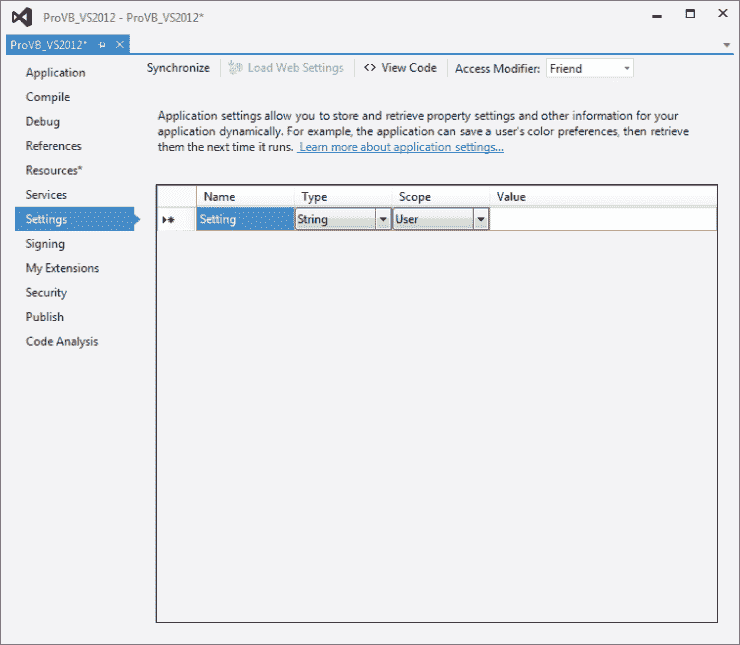 ProVB_VS2012 - ProVB_VS2012*
ProVB_VS2012*
Application
Compile
Debug
References
Resources*
Services
Settings
Signing
My Extensions
Security
Publish
Code Analysis
Synchronize Load Web Settings <> View Code Access Modifier: Friend
Application settings allow you to store and retrieve property settings and other information for your
application dynamically. For example, the application can save a user's color preferences, then retrieve
them the next time it runs. Learn more about application settings...
Name Type Scope Value
Setting String User